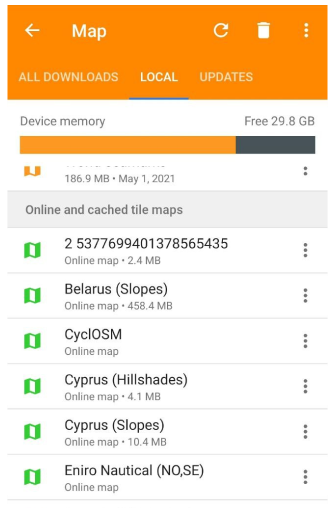 Map
ALL DOWNLOADS LOCAL UPDATES
Device memory Free 29.8 GB
186.9 MB • May 1, 2021
Online and cached tile maps
2 5377699401378565435
Online map • 2.4 MB
Belarus (Slopes)
Online map • 458.4 MB
CyclOSM
Online map
Cyprus (Hillshades)
Online map • 4.1 MB
Cyprus (Slopes)
Online map • 10.4 MB
Eniro Nautical (NO,SE)
Online map